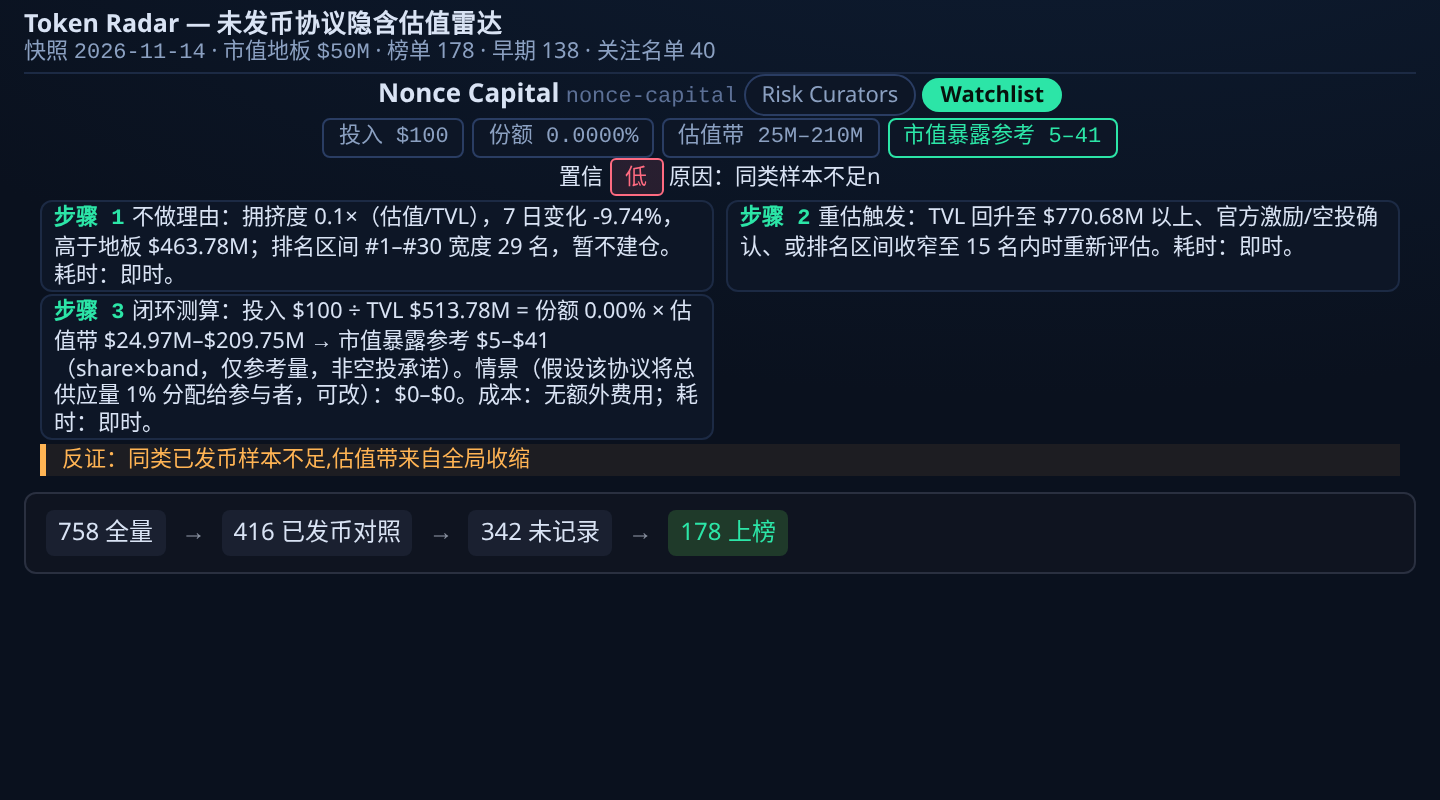 Token Radar — 未发币协议隐含估值雷达
快照 2026-11-14 · 市值地板 $50M · 榜单 178 · 早期 138 · 关注名单 40
Nonce Capital nonce-capital Risk Curators Watchlist
投入 $100 份额 0.0000% 估值带 25M–210M 市值暴露参考 5–41
置信 低 原因：同类样本不足n
步骤 1 不做理由：拥挤度 0.1×（估值/TVL），7 日变化 -9.74%，
高于地板 $463.78M；排名区间 #1–#30 宽度 29 名，暂不建仓。
耗时：即时。
步骤 2 重估触发：TVL 回升至 $770.68M 以上、官方激励/空投确
认、或排名区间收窄至 15 名内时重新评估。耗时：即时。
步骤 3 闭环测算：投入 $100 ÷ TVL $513.78M = 份额 0.00% × 估
值带 $24.97M–$209.75M → 市值暴露参考 $5–$41
（share×band，仅参考量，非空投承诺）。情景（假设该协议将总
供应量 1% 分配给参与者，可改）：$0–$0。成本：无额外费用；耗
时：即时。
反证：同类已发币样本不足,估值带来自全局收缩
758 全量 → 416 已发币对照 → 342 未记录 → 178 上榜